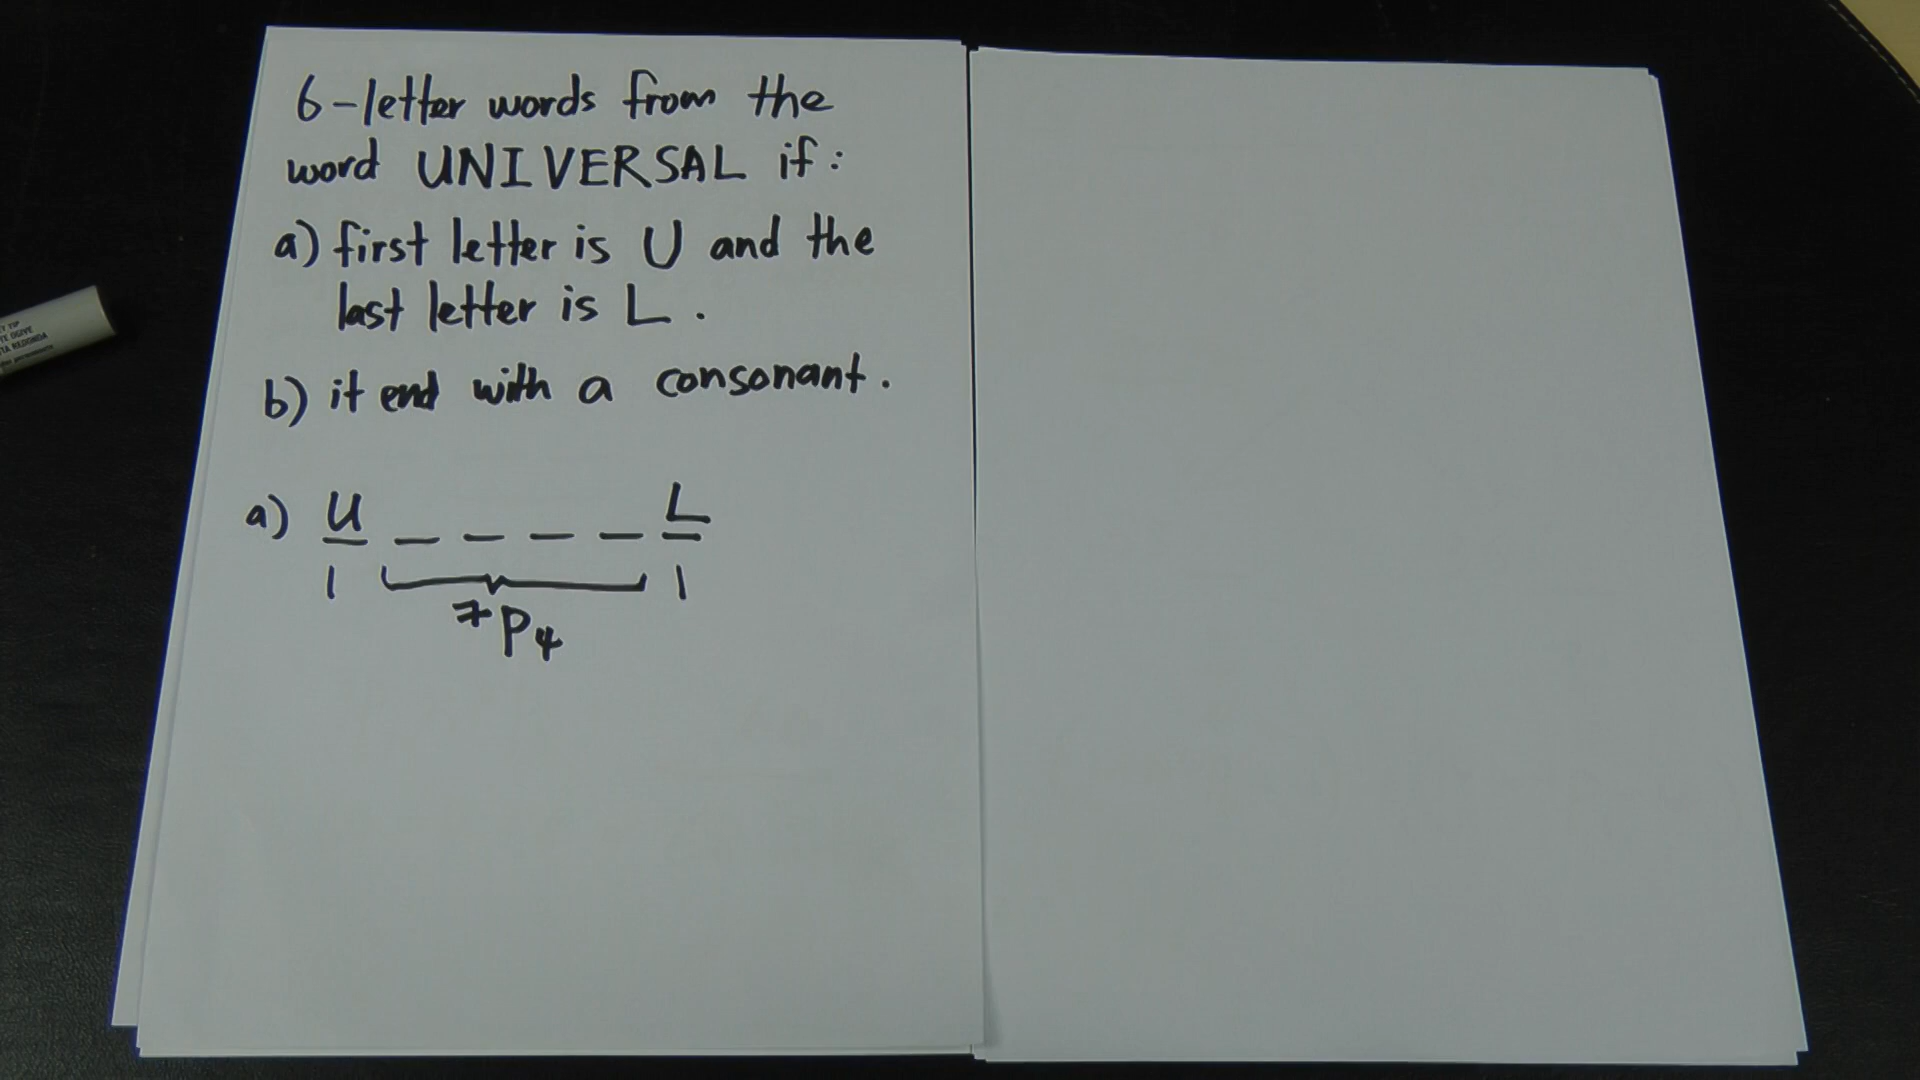 6-letter words from the
word UNIVERSAL if:
a) first letter is U and the
last letter is L.
b) it end with a consonant.
a) U _ _ _ _ L
1 1
⁷P₄
REDONDA